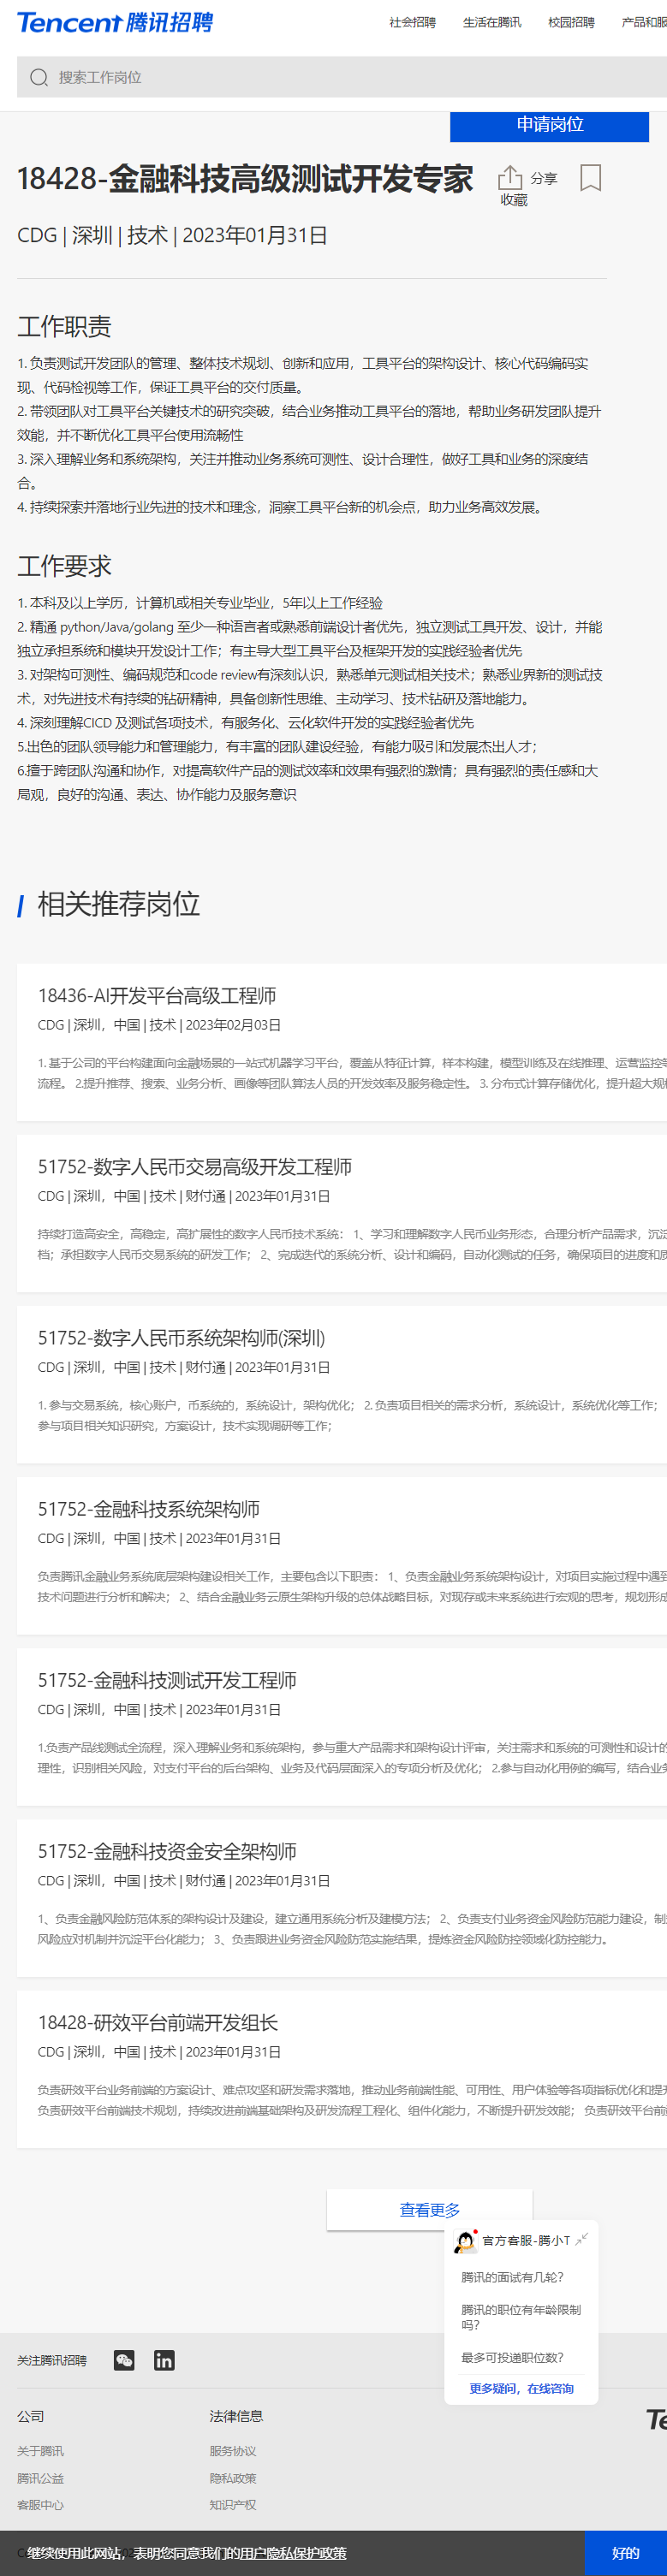 Tencent 腾讯招聘
社会招聘 生活在腾讯 校园招聘 产品和服
搜索工作岗位
申请岗位
18428-金融科技高级测试开发专家
分享
收藏
CDG | 深圳 | 技术 | 2023年01月31日
工作职责
1. 负责测试开发团队的管理、整体技术规划、创新和应用，工具平台的架构设计、核心代码编码实
现、代码检视等工作，保证工具平台的交付质量。
2. 带领团队对工具平台关键技术的研究突破，结合业务推动工具平台的落地，帮助业务研发团队提升
效能，并不断优化工具平台使用流畅性
3. 深入理解业务和系统架构，关注并推动业务系统可测性、设计合理性，做好工具和业务的深度结
合。
4. 持续探索并落地行业先进的技术和理念，洞察工具平台新的机会点，助力业务高效发展。
工作要求
1. 本科及以上学历，计算机或相关专业毕业，5年以上工作经验
2. 精通 python/Java/golang 至少一种语言者或熟悉前端设计者优先，独立测试工具开发、设计，并能
独立承担系统和模块开发设计工作；有主导大型工具平台及框架开发的实践经验者优先
3. 对架构可测性、编码规范和code review有深刻认识，熟悉单元测试相关技术；熟悉业界新的测试技
术，对先进技术有持续的钻研精神，具备创新性思维、主动学习、技术钻研及落地能力。
4. 深刻理解CICD 及测试各项技术，有服务化、云化软件开发的实践经验者优先
5.出色的团队领导能力和管理能力，有丰富的团队建设经验，有能力吸引和发展杰出人才；
6.擅于跨团队沟通和协作，对提高软件产品的测试效率和效果有强烈的激情；具有强烈的责任感和大
局观，良好的沟通、表达、协作能力及服务意识
相关推荐岗位
18436-AI开发平台高级工程师
CDG | 深圳，中国 | 技术 | 2023年02月03日
1. 基于公司的平台构建面向金融场景的一站式机器学习平台，覆盖从特征计算，样本构建，模型训练及在线推理、运营监控等
流程。 2.提升推荐、搜索、业务分析、画像等团队算法人员的开发效率及服务稳定性。 3. 分布式计算存储优化，提升超大规模
51752-数字人民币交易高级开发工程师
CDG | 深圳，中国 | 技术 | 财付通 | 2023年01月31日
持续打造高安全，高稳定，高扩展性的数字人民币技术系统： 1、学习和理解数字人民币业务形态，合理分析产品需求，沉淀
档；承担数字人民币交易系统的研发工作； 2、完成迭代的系统分析、设计和编码，自动化测试的任务，确保项目的进度和质
51752-数字人民币系统架构师(深圳)
CDG | 深圳，中国 | 技术 | 财付通 | 2023年01月31日
1. 参与交易系统，核心账户，币系统的，系统设计，架构优化； 2. 负责项目相关的需求分析，系统设计，系统优化等工作；
参与项目相关知识研究，方案设计，技术实现调研等工作；
51752-金融科技系统架构师
CDG | 深圳，中国 | 技术 | 2023年01月31日
负责腾讯金融业务系统底层架构建设相关工作，主要包含以下职责： 1、负责金融业务系统架构设计，对项目实施过程中遇到
技术问题进行分析和解决； 2、结合金融业务云原生架构升级的总体战略目标，对现存或未来系统进行宏观的思考，规划形成
51752-金融科技测试开发工程师
CDG | 深圳，中国 | 技术 | 2023年01月31日
1.负责产品线测试全流程，深入理解业务和系统架构，参与重大产品需求和架构设计评审，关注需求和系统的可测性和设计的
理性，识别相关风险，对支付平台的后台架构、业务及代码层面深入的专项分析及优化； 2.参与自动化用例的编写，结合业务
51752-金融科技资金安全架构师
CDG | 深圳，中国 | 技术 | 财付通 | 2023年01月31日
1、负责金融风险防范体系的架构设计及建设，建立通用系统分析及建模方法； 2、负责支付业务资金风险防范能力建设，制
风险应对机制并沉淀平台化能力； 3、负责跟进业务资金风险防范实施结果，提炼资金风险防控领域化防控能力。
18428-研效平台前端开发组长
CDG | 深圳，中国 | 技术 | 2023年01月31日
负责研效平台业务前端的方案设计、难点攻坚和研发需求落地，推动业务前端性能、可用性、用户体验等各项指标优化和提升
负责研效平台前端技术规划，持续改进前端基础架构及研发流程工程化、组件化能力，不断提升研发效能； 负责研效平台前
查看更多
官方客服-腾小T
腾讯的面试有几轮？
腾讯的职位有年龄限制
吗？
最多可投递职位数？
更多疑问，在线咨询
关注腾讯招聘
公司 法律信息
Te
关于腾讯 服务协议
腾讯公益 隐私政策
客服中心 知识产权
继续使用此网站，表明您同意我们的用户隐私保护政策
好的